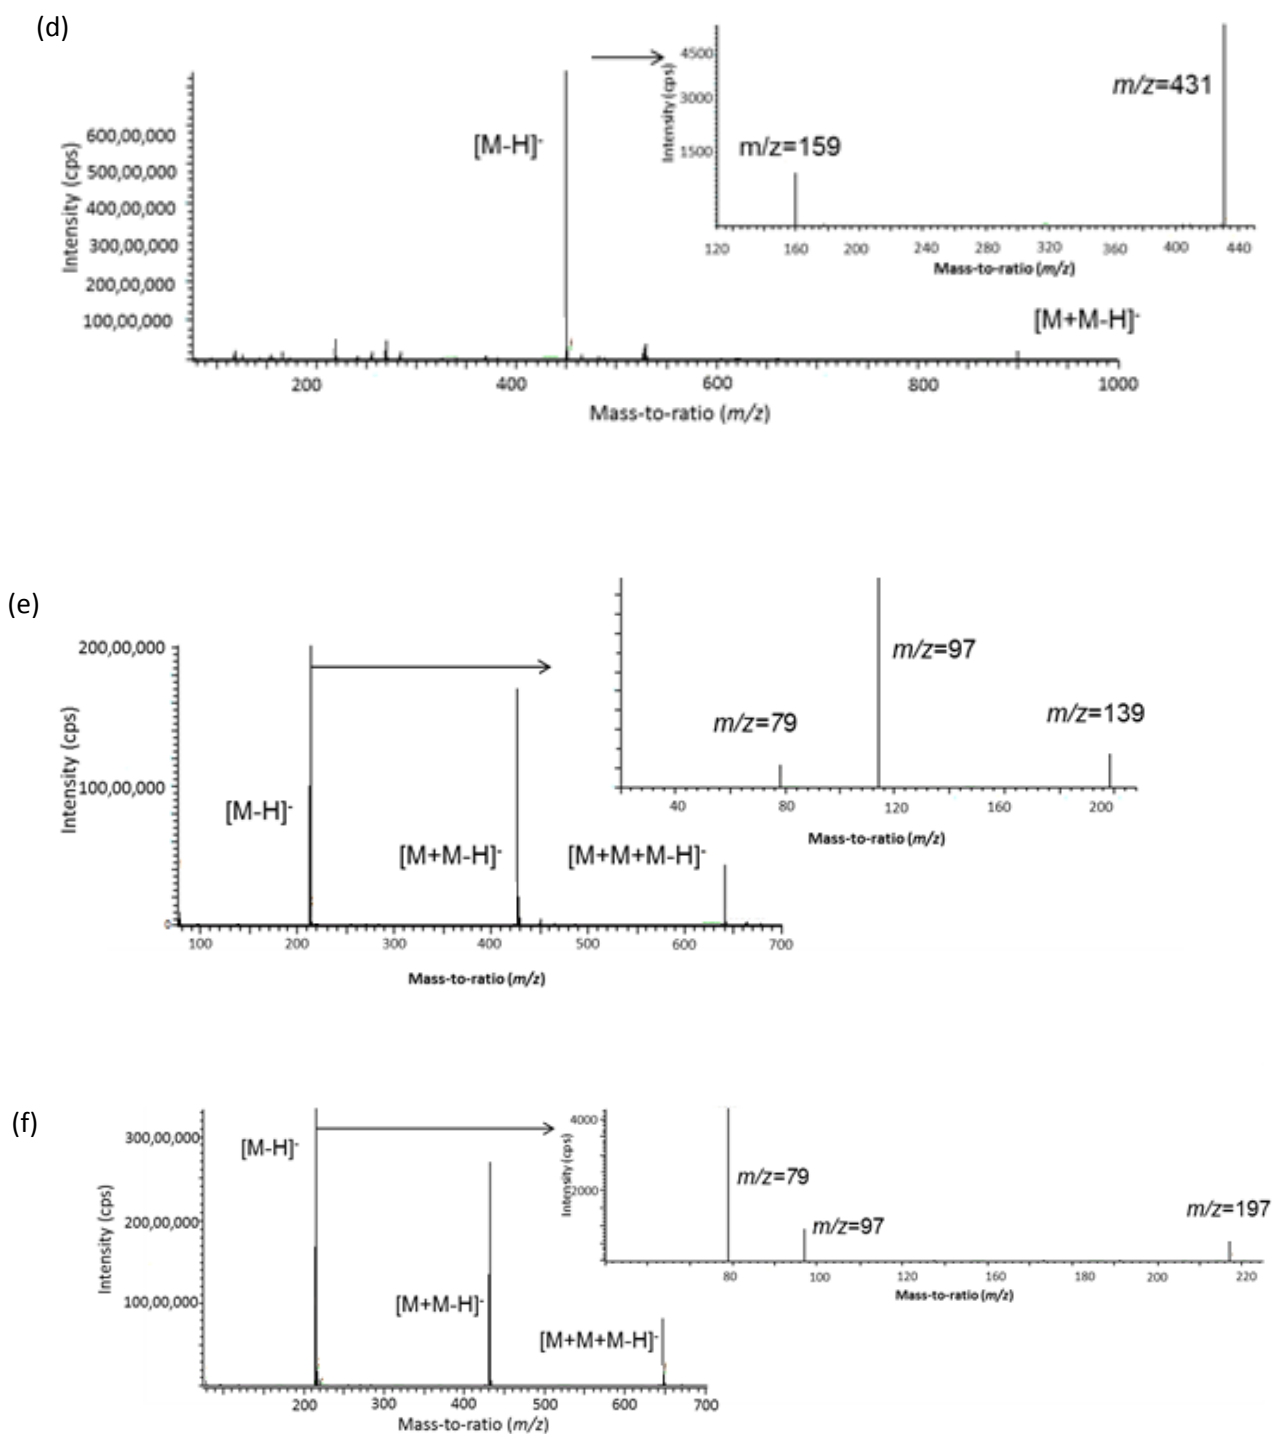 (d)
600,00,000
500,00,000
400,00,000
300,00,000
200,00,000
100,00,000
Intensity (cps)
[M-H]-
200
400
600
800
1000
Mass-to-ratio (m/z)
[M+M-H]-
4500
3000
1500
Intensity (cps)
m/z=159
m/z=431
120
160
200
240
280
320
360
400
440
Mass-to-ratio (m/z)
(e)
200,00,000
100,00,000
0
Intensity (cps)
[M-H]-
[M+M-H]-
[M+M+M-H]-
100
200
300
400
500
600
700
Mass-to-ratio (m/z)
m/z=97
m/z=79
m/z=139
40
80
120
160
200
Mass-to-ratio (m/z)
(f)
300,00,000
200,00,000
100,00,000
Intensity (cps)
[M-H]-
[M+M-H]-
[M+M+M-H]-
200
300
400
500
600
700
Mass-to-ratio (m/z)
4000
2000
Intensity (cps)
m/z=79
m/z=97
m/z=197
80
100
120
140
160
180
200
220
Mass-to-ratio (m/z)